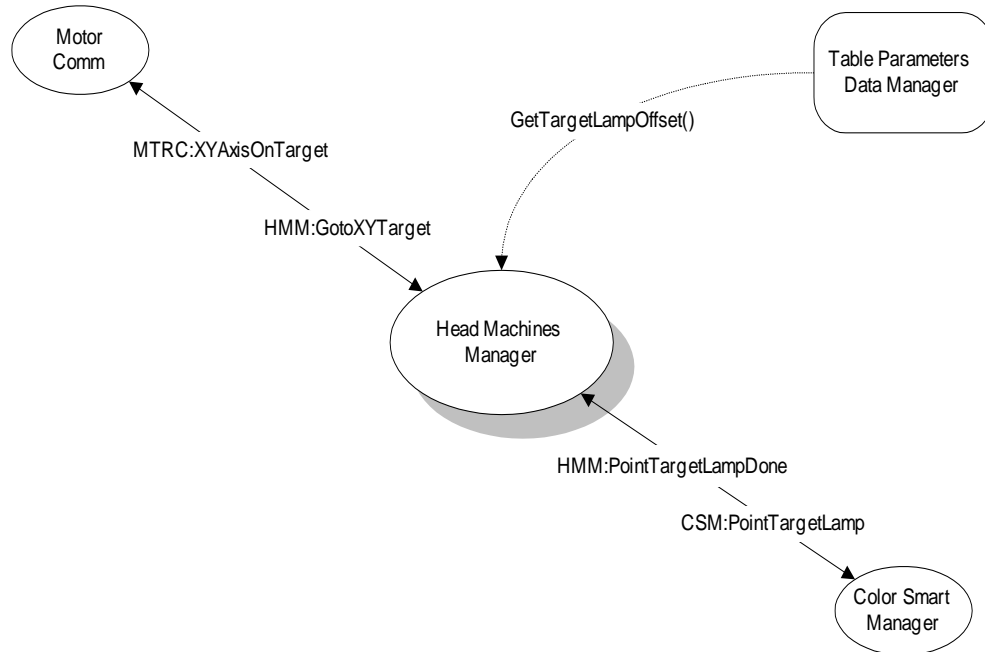 Motor
Comm
Table Parameters
Data Manager
GetTargetLampOffset()
MTRC:XYAxisOnTarget
HMM:GotoXYTarget
Head Machines
Manager
HMM:PointTargetLampDone
CSM:PointTargetLamp
Color Smart
Manager